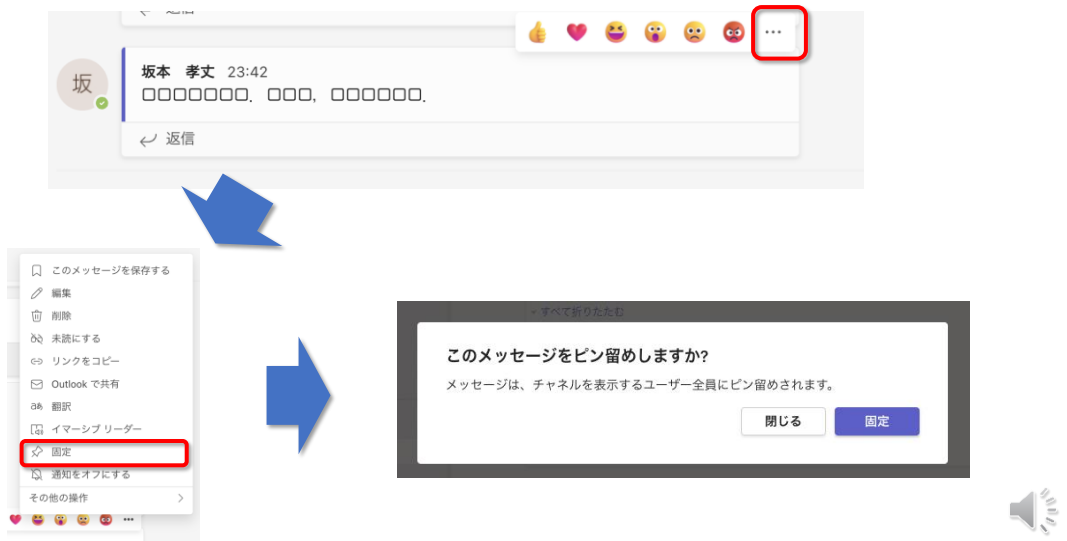 坂
坂本　孝丈 23:42
□□□□□□□．□□□，□□□□□□．
返信
このメッセージを保存する
編集
削除
未読にする
リンクをコピー
Outlook で共有
翻訳
イマーシブ リーダー
固定
通知をオフにする
その他の操作
すべて折りたたむ
このメッセージをピン留めしますか?
メッセージは、チャネルを表示するユーザー全員にピン留めされます。
閉じる
固定